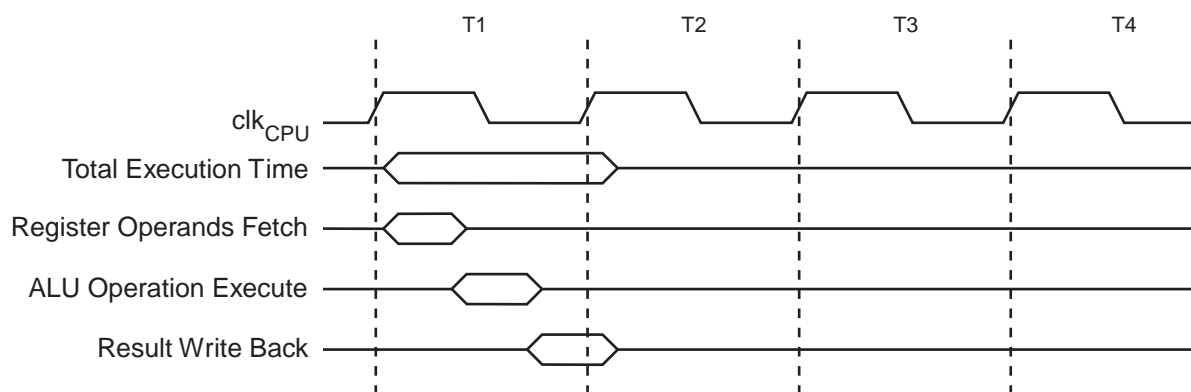 T1 T2 T3 T4
clkCPU
Total Execution Time
Register Operands Fetch
ALU Operation Execute
Result Write Back